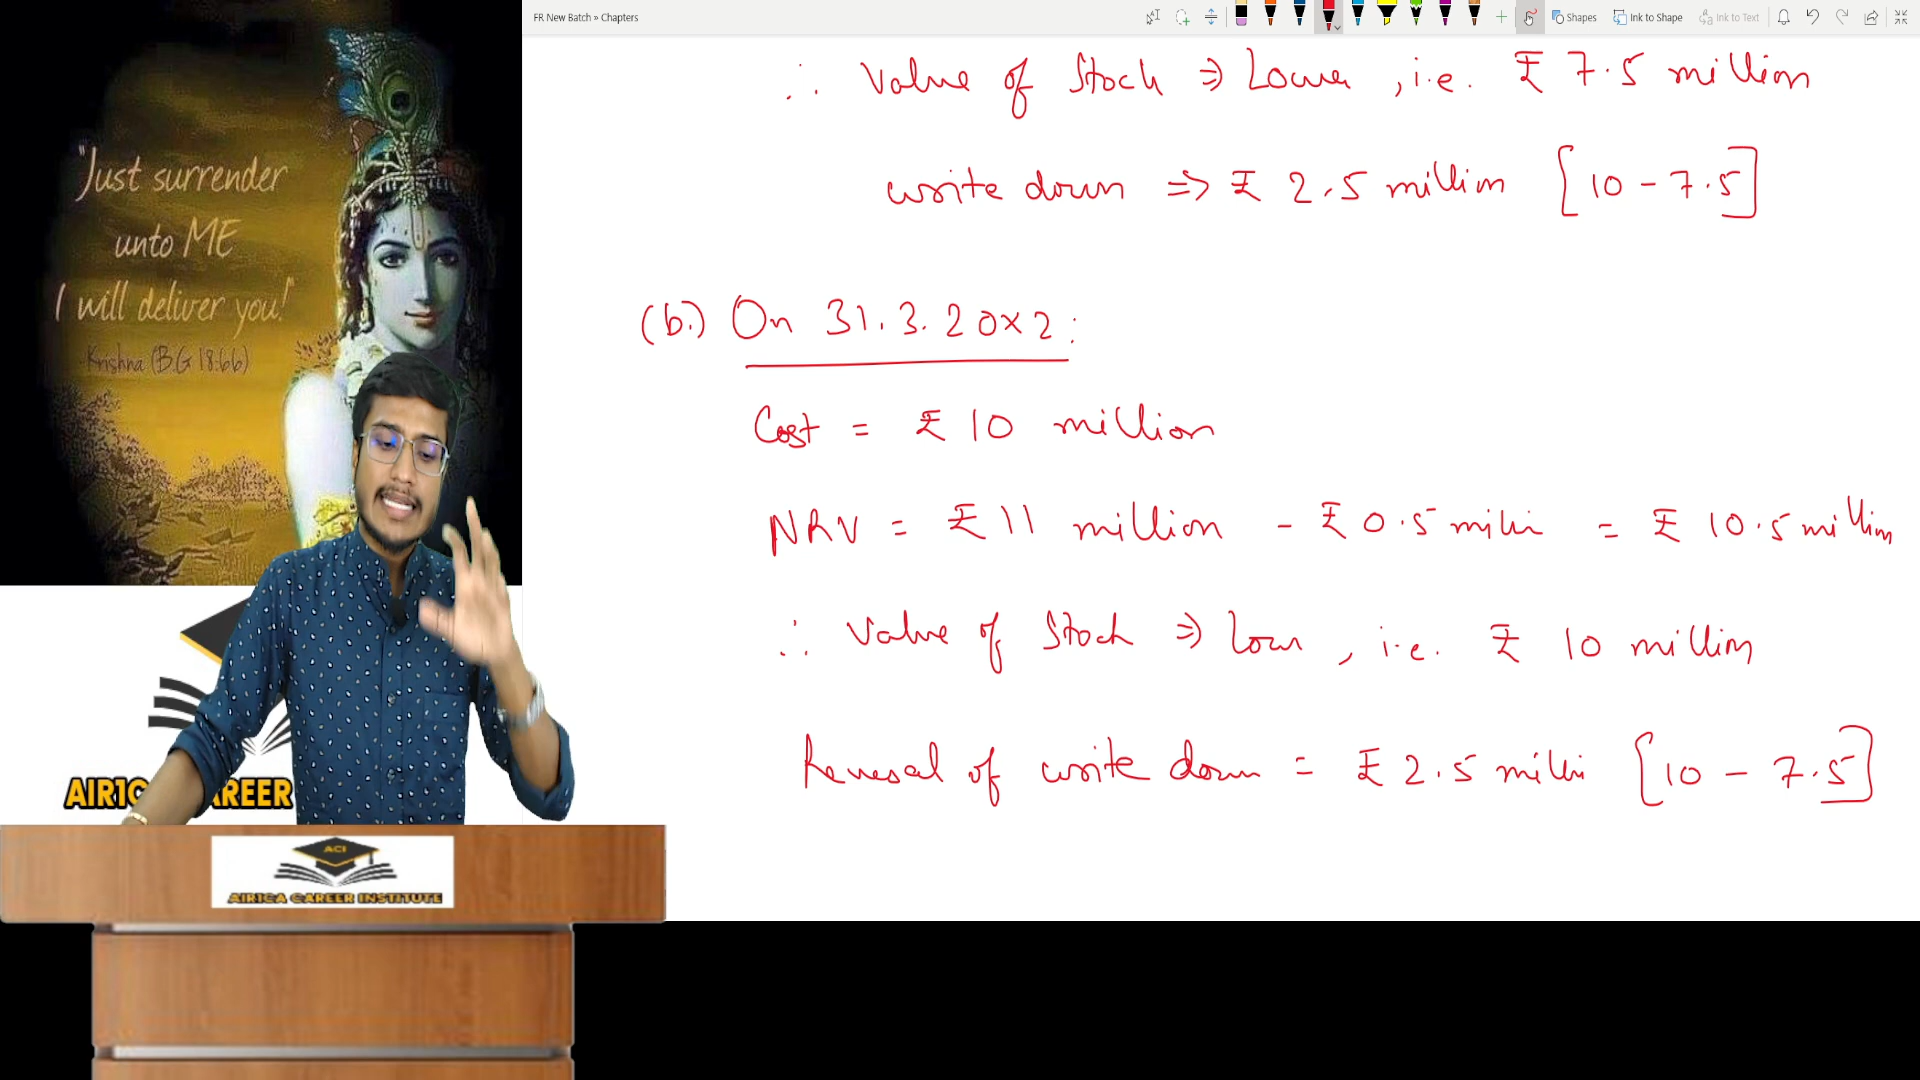 FR New Batch » Chapters
Shapes
Ink to Shape
Ink to Text
∴ Value of Stock ⇒ Lower , i.e. ₹ 7.5 million
write down ⇒ ₹ 2.5 million [10 - 7.5]
(b.) On 31.3.20x2:
Cost = ₹ 10 million
NRV = ₹ 11 million - ₹ 0.5 milli = ₹ 10.5 million
∴ Value of Stock ⇒ Low , i.e. ₹ 10 million
Reversal of write down = ₹ 2.5 milli [10 - 7.5]
"Just surrender
unto ME
I will deliver you!"
Krishna (B.G 18.66)
ACI
AIR1CA CAREER INSTITUTE